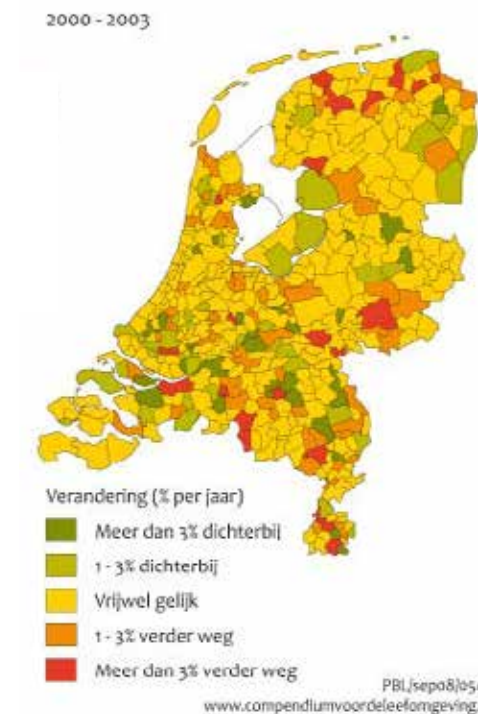 2000 - 2003
Verandering (% per jaar)
Meer dan 3% dichterbij
1 - 3% dichterbij
Vrijwel gelijk
1 - 3% verder weg
Meer dan 3% verder weg
PBL/sep08/05
www.compendiumvoordeleefomgeving